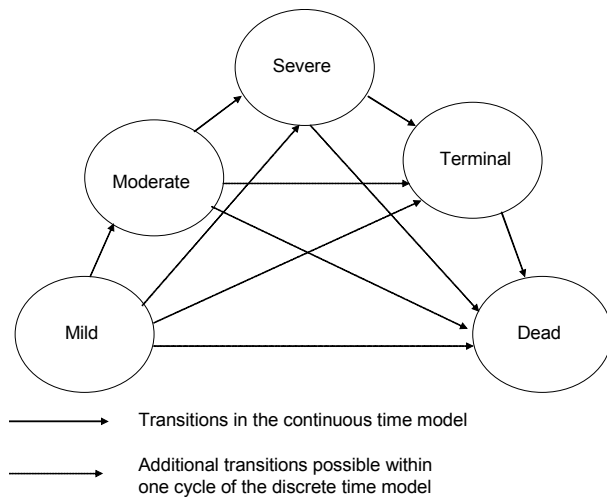 Severe
Terminal
Moderate
Mild
Dead
Transitions in the continuous time model
Additional transitions possible within
one cycle of the discrete time model